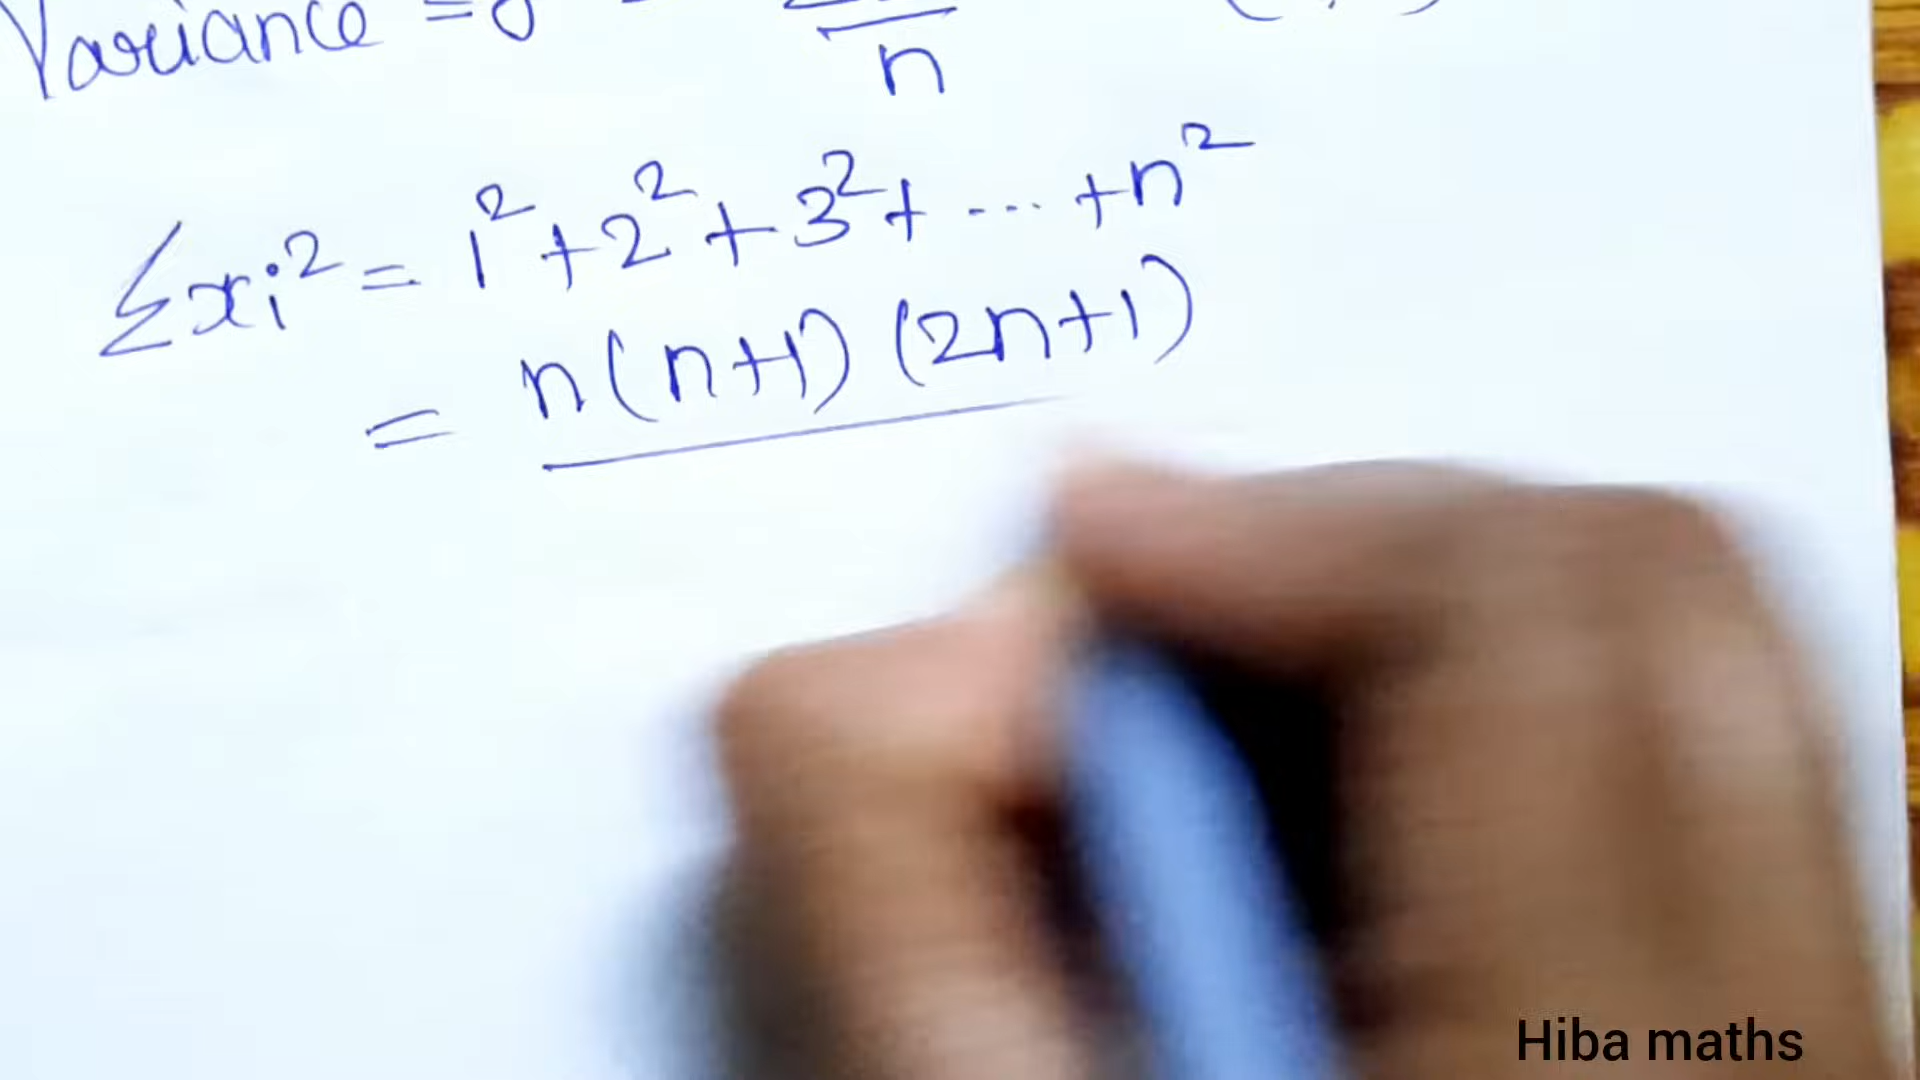 Variance =
n
Σxi² = 1² + 2² + 3² + ... + n²
= n(n+1) (2n+1)
Hiba maths